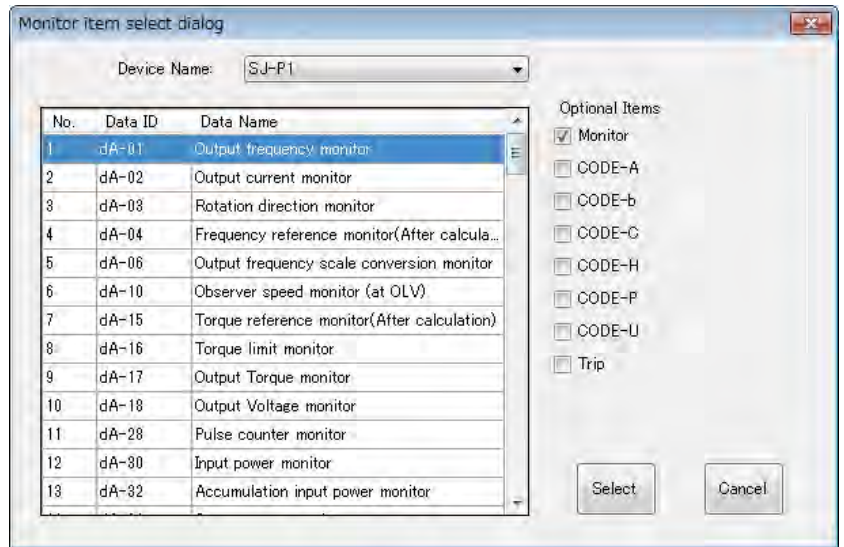 Monitor item select dialog
Device Name: SJ-P1
No. Data ID Data Name
1 dA-01 Output frequency monitor
2 dA-02 Output current monitor
3 dA-03 Rotation direction monitor
4 dA-04 Frequency reference monitor(After calcula...
5 dA-06 Output frequency scale conversion monitor
6 dA-10 Observer speed monitor (at OLV)
7 dA-15 Torque reference monitor(After calculation)
8 dA-16 Torque limit monitor
9 dA-17 Output Torque monitor
10 dA-18 Output Voltage monitor
11 dA-28 Pulse counter monitor
12 dA-30 Input power monitor
13 dA-32 Accumulation input power monitor
Optional Items
Monitor
CODE-A
CODE-b
CODE-C
CODE-H
CODE-P
CODE-U
Trip
Select Cancel